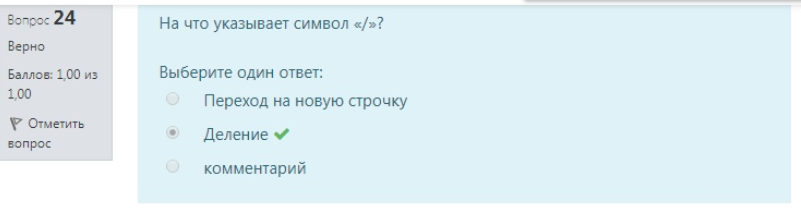 Вопрос 24
Верно
Баллов: 1,00 из
1,00
Отметить
вопрос
На что указывает символ «/»?
Выберите один ответ:
Переход на новую строчку
Деление
комментарий